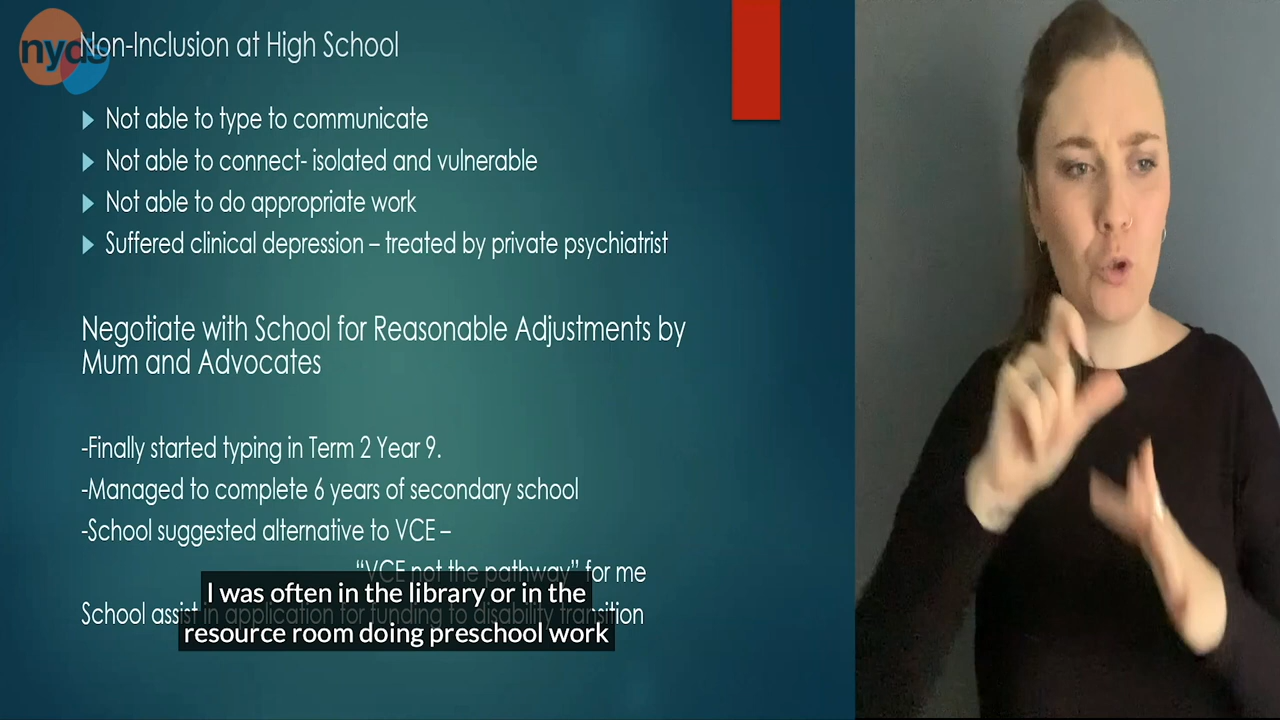 nyds
Non-Inclusion at High School
Not able to type to communicate
Not able to connect- isolated and vulnerable
Not able to do appropriate work
Suffered clinical depression – treated by private psychiatrist
Negotiate with School for Reasonable Adjustments by
Mum and Advocates
-Finally started typing in Term 2 Year 9.
-Managed to complete 6 years of secondary school
-School suggested alternative to VCE –
“VCE not the pathway” for me
School assist in application for funding to disability transition
I was often in the library or in the
resource room doing preschool work